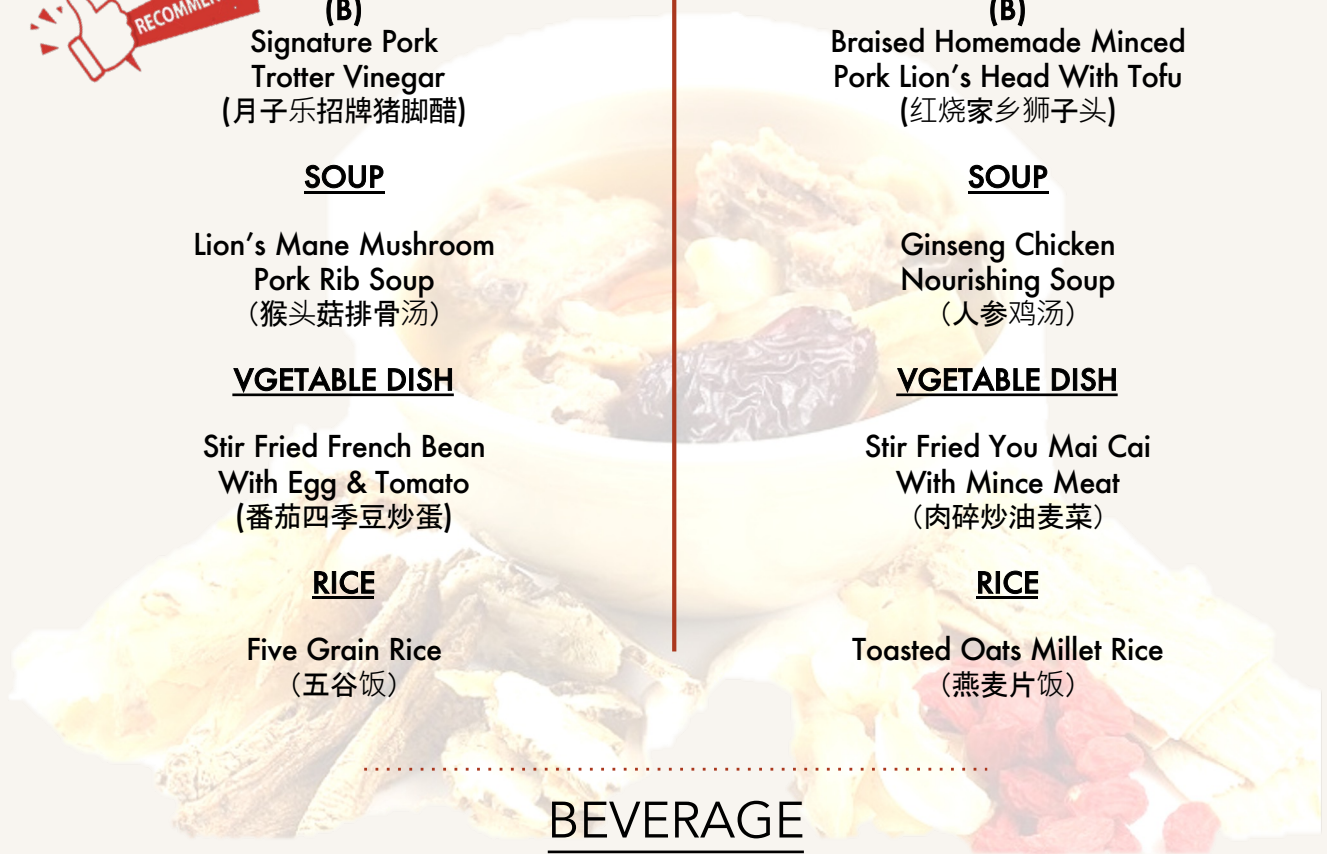 RECOMMEN
(B)
Signature Pork
Trotter Vinegar
(月子乐招牌猪脚醋)
SOUP
Lion’s Mane Mushroom
Pork Rib Soup
（猴头菇排骨汤）
VGETABLE DISH
Stir Fried French Bean
With Egg & Tomato
(番茄四季豆炒蛋)
RICE
Five Grain Rice
（五谷饭）
(B)
Braised Homemade Minced
Pork Lion’s Head With Tofu
(红烧家乡狮子头)
SOUP
Ginseng Chicken
Nourishing Soup
（人参鸡汤）
VGETABLE DISH
Stir Fried You Mai Cai
With Mince Meat
（肉碎炒油麦菜）
RICE
Toasted Oats Millet Rice
（燕麦片饭）
BEVERAGE